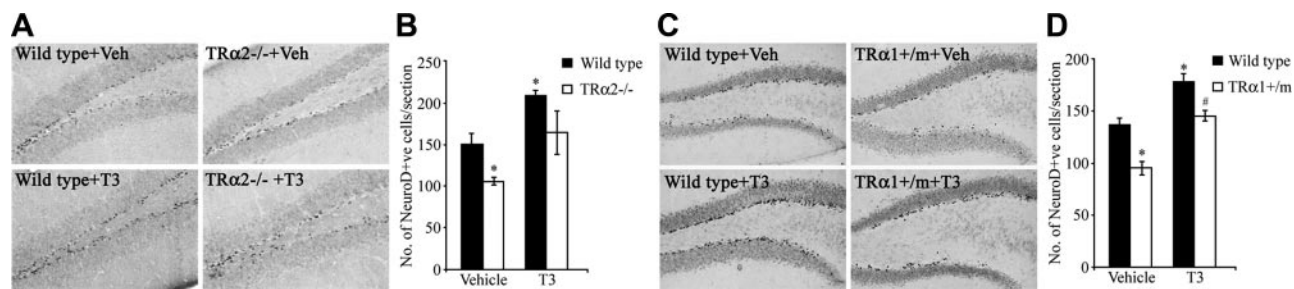 A
Wild type+Veh
TRα2-/-+Veh
Wild type+T3
TRα2-/- +T3
B
No. of NeuroD+ve cells/section
250
200
150
100
50
0
Wild type
TRα2-/-
*
*
Vehicle
T3
C
Wild type+Veh
TRα1+/m+Veh
Wild type+T3
TRα1+/m+T3
D
No. of NeuroD+ve cells/section
200
150
100
50
0
Wild type
TRα1+/m
*
*
#
Vehicle
T3